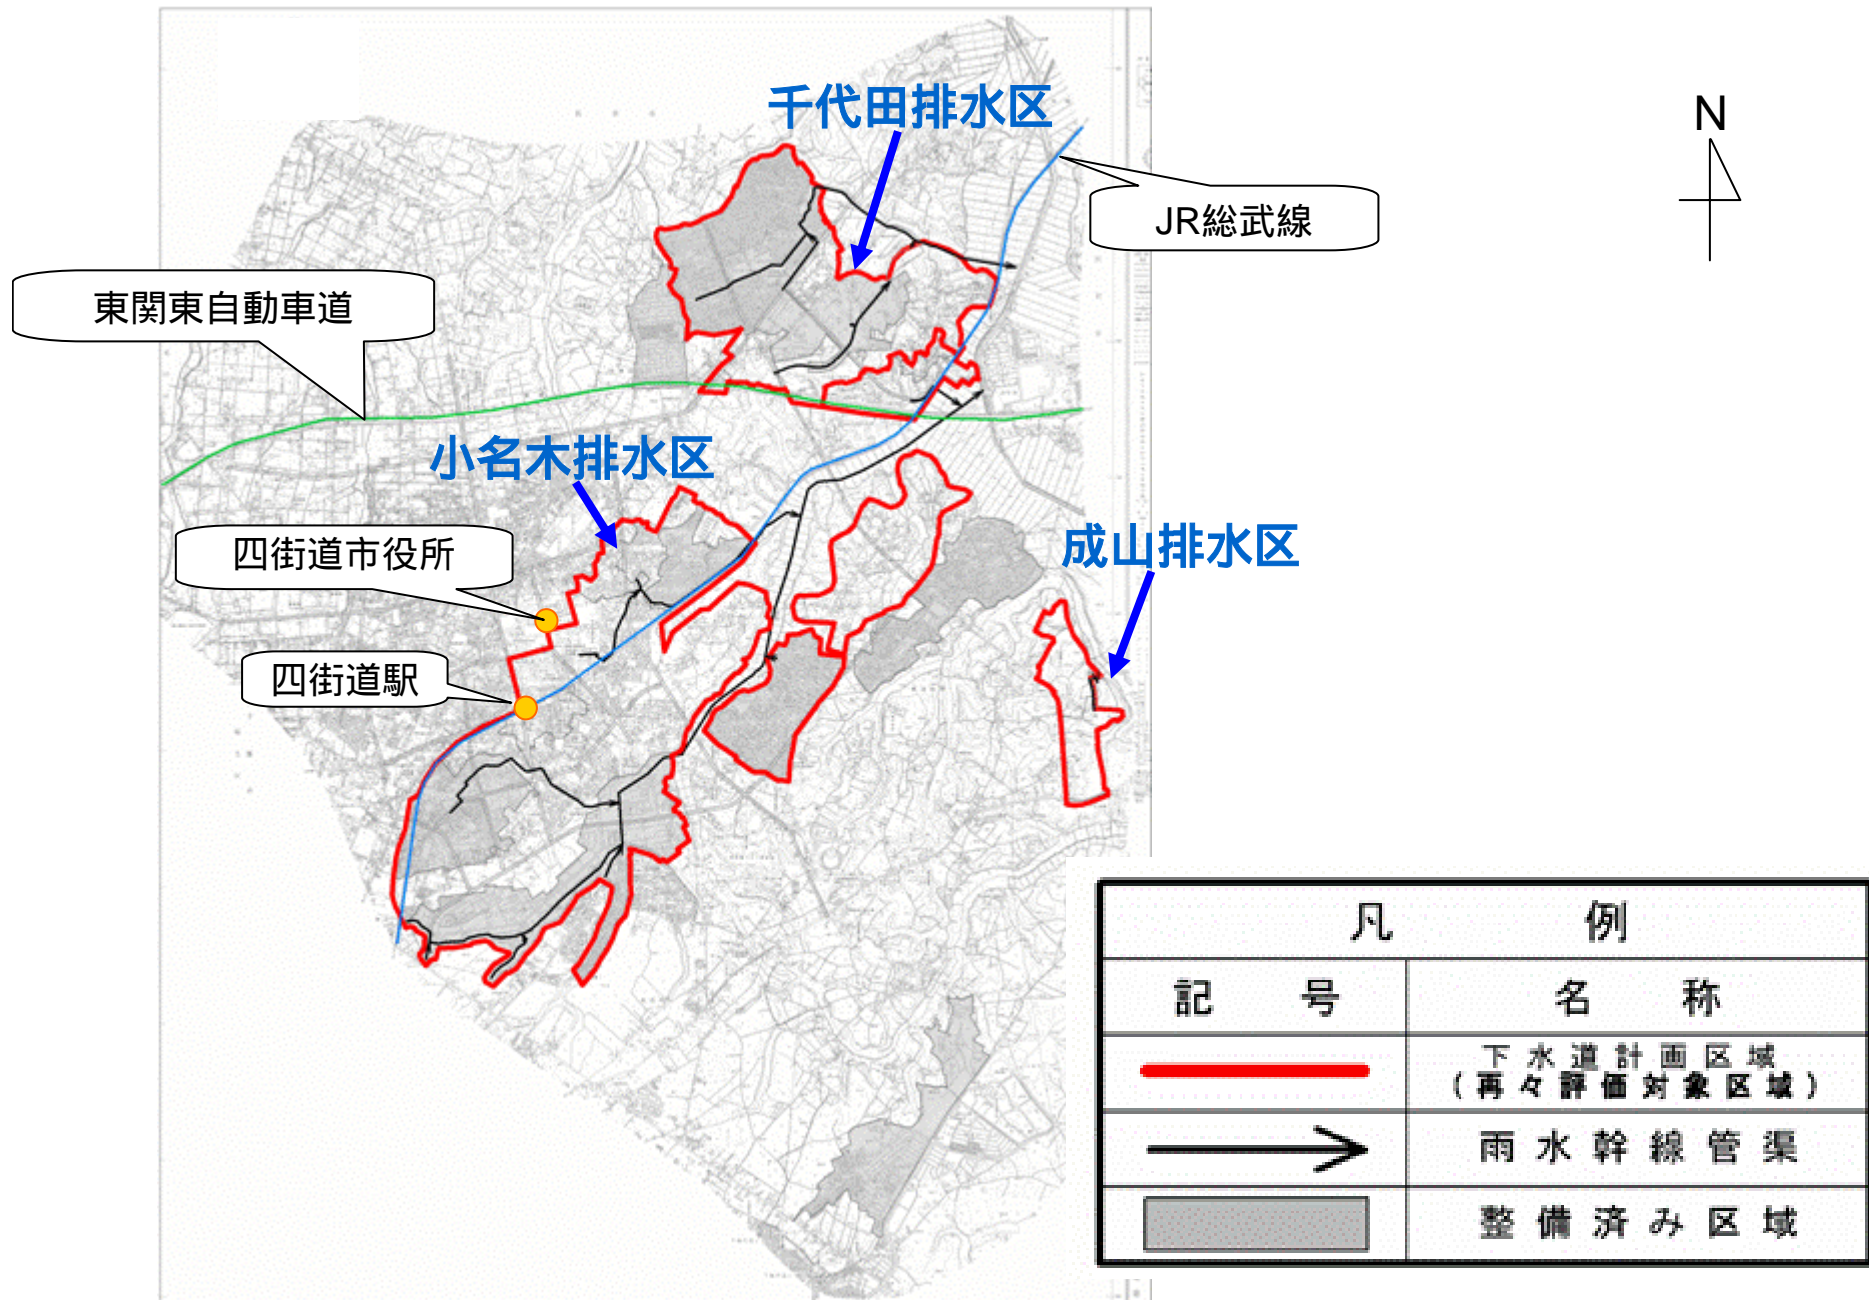 千代田排水区
N
JR総武線
東関東自動車道
小名木排水区
四街道市役所
成山排水区
四街道駅
凡 例
記 号 名 称
下水道計画区域
(再々評価対象区域)
雨水幹線管渠
整備済み区域